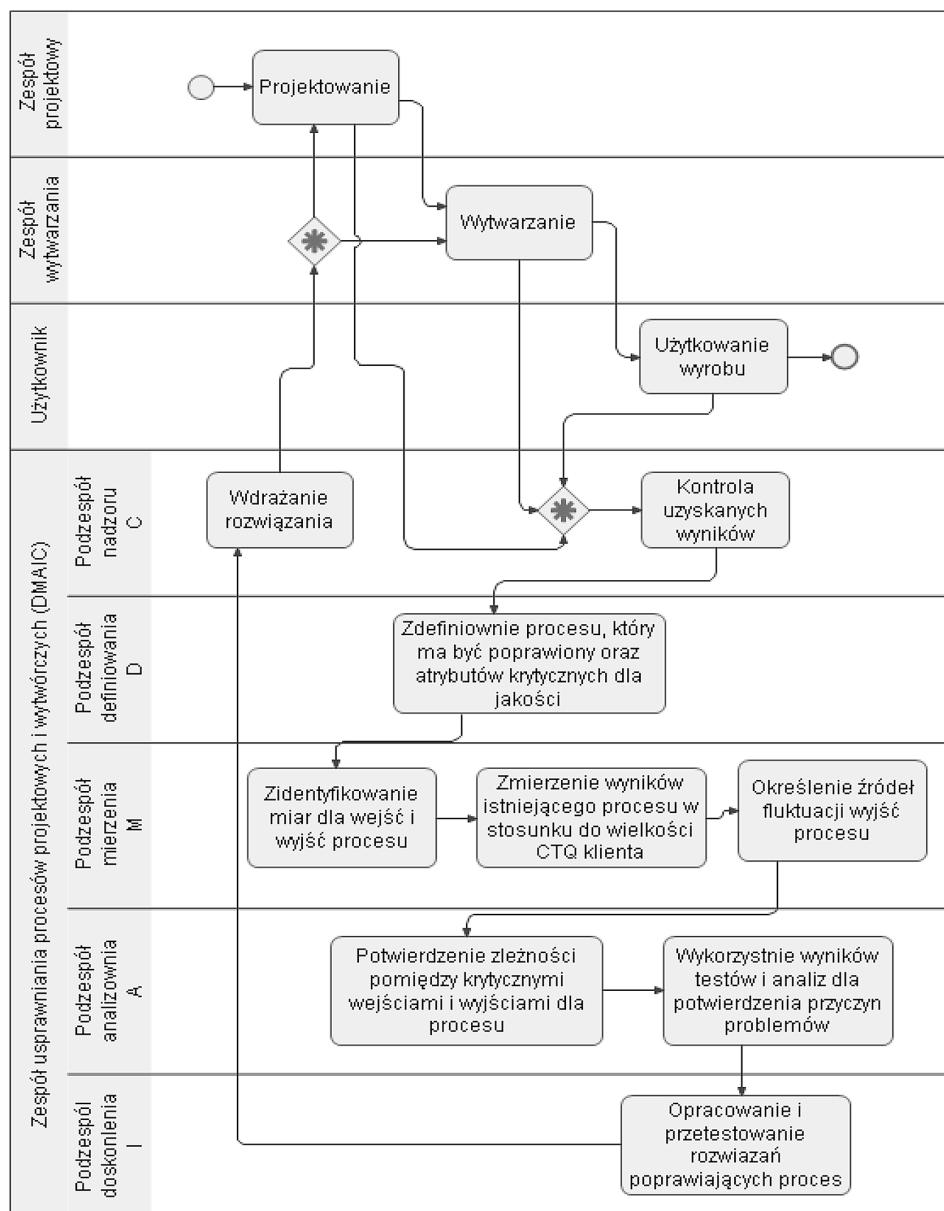 Zespół
projektowy
Projektowanie
Zespół
wytwarzania
Wytwarzanie
Użytkownik
Użytkowanie
wyrobu
Zespół usprawniania procesów projektowych i wytwórczych (DMAIC)
Podzespół
nadzoru
C
Wdrażanie
rozwiązania
Kontrola
uzyskanych
wyników
Podzespół
definiowania
D
Zdefiniownie procesu, który
ma być poprawiony oraz
atrybutów krytycznych dla
jakości
Podzespół
mierzenia
M
Zidentyfikowanie
miar dla wejść i
wyjść procesu
Zmierzenie wyników
istniejącego procesu w
stosunku do wielkości
CTQ klienta
Określenie źródeł
fluktuacji wyjść
procesu
Podzespół
analizownia
A
Potwierdzenie zleżności
pomiędzy krytycznymi
wejściami i wyjściami dla
procesu
Wykorzystnie wyników
testów i analiz dla
potwierdzenia przyczyn
problemów
Podzespól
doskonlenia
I
Opracowanie i
przetestowanie
rozwiazań
poprawiających proces